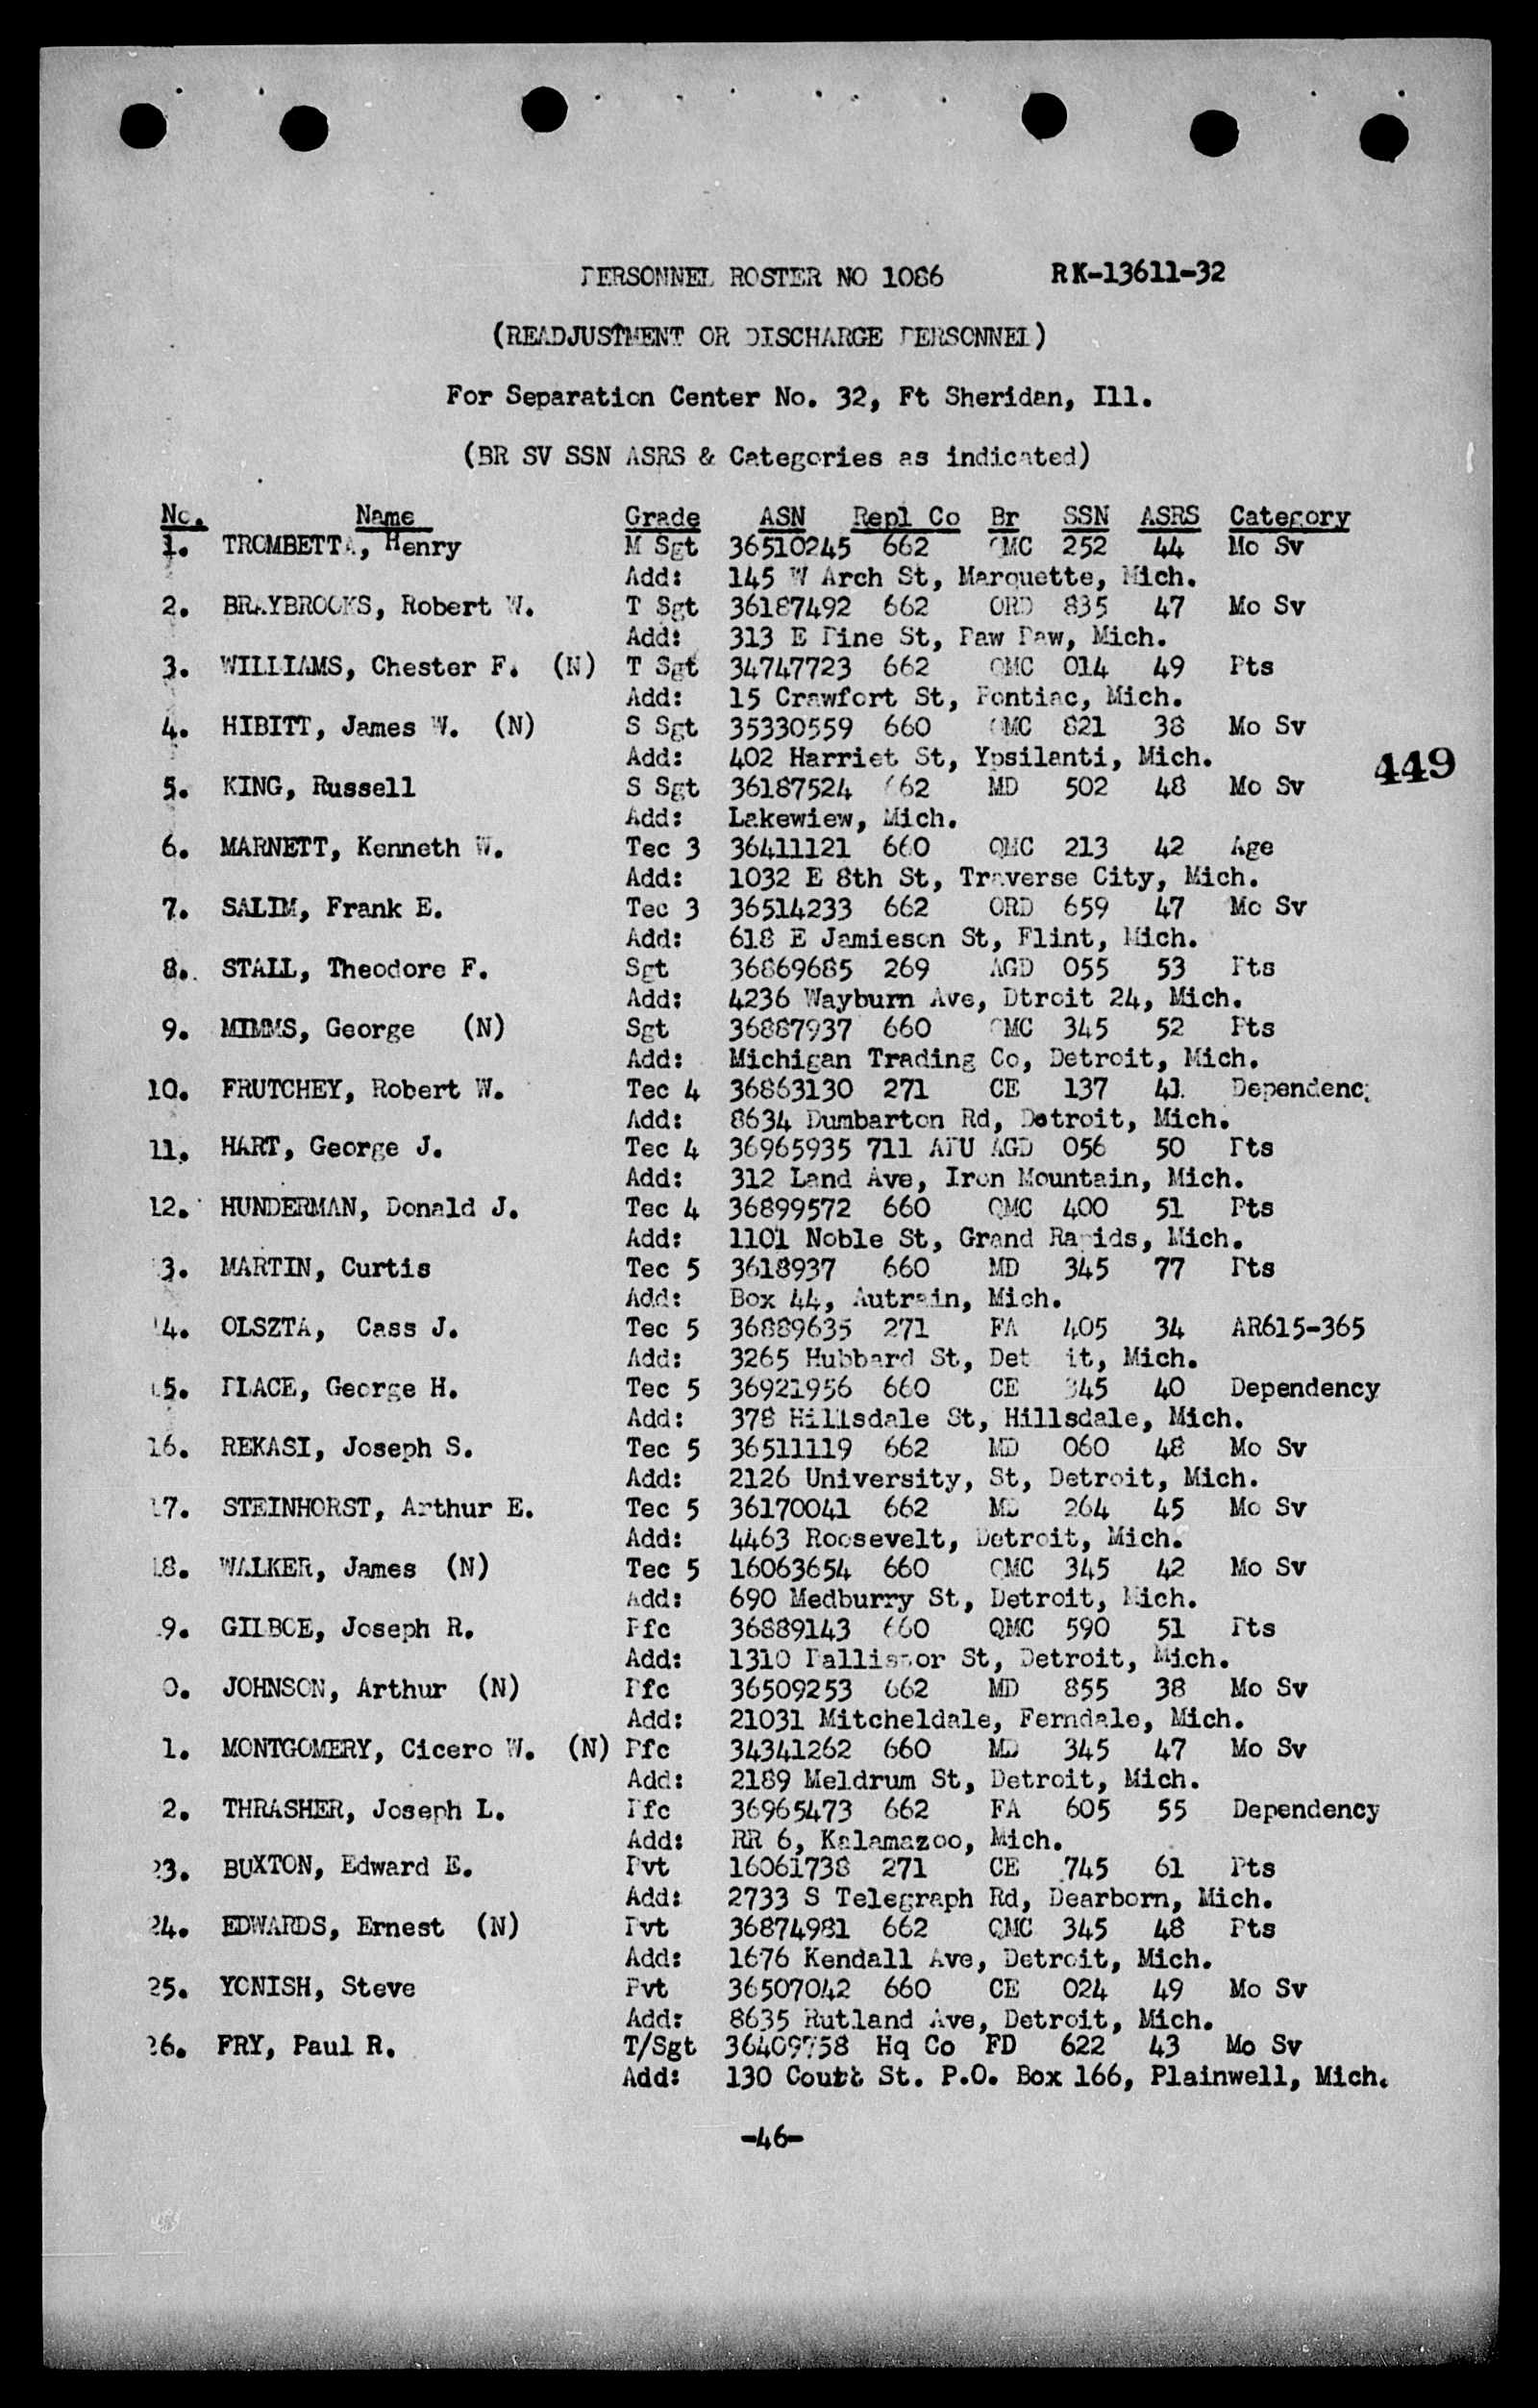 PERSONNEL ROSTER NO 1086 RK-13611-32
(READJUSTMENT OR DISCHARGE PERSONNEL)
For Separation Center No. 32, Ft Sheridan, Ill.
(BR SV SSN ASRS & Categories as indicated)
No. Name Grade ASN Repl Co Br SSN ASRS Category
1. TROMBETTA, Henry M Sgt 36510245 662 QMC 252 44 Mo Sv
Add: 145 W Arch St, Marquette, Mich.
2. BRAYBROOKS, Robert W. T Sgt 36187492 662 ORD 835 47 Mo Sv
Add: 313 E Pine St, Paw Paw, Mich.
3. WILLIAMS, Chester F. (N) T Sgt 34747723 662 QMC 014 49 Pts
Add: 15 Crawfort St, Pontiac, Mich.
4. HIBITT, James W. (N) S Sgt 35330559 660 QMC 821 38 Mo Sv
Add: 402 Harriet St, Ypsilanti, Mich.
449
5. KING, Russell S Sgt 36187524 662 MD 502 48 Mo Sv
Add: Lakewiew, Mich.
6. MARNETT, Kenneth W. Tec 3 36411121 660 QMC 213 42 Age
Add: 1032 E 8th St, Traverse City, Mich.
7. SALIM, Frank E. Tec 3 36514233 662 ORD 659 47 Mo Sv
Add: 618 E Jamieson St, Flint, Mich.
8. STALL, Theodore F. Sgt 36869685 269 AGD 055 53 Pts
Add: 4236 Wayburn Ave, Dtroit 24, Mich.
9. MIMMS, George (N) Sgt 36887937 660 QMC 345 52 Pts
Add: Michigan Trading Co, Detroit, Mich.
10. FRUTCHEY, Robert W. Tec 4 36863130 271 CE 137 41 Dependency
Add: 8634 Dumbarton Rd, Detroit, Mich.
11. HART, George J. Tec 4 36965935 711 APU AGD 056 50 Pts
Add: 312 Land Ave, Iron Mountain, Mich.
12. HUNDERMAN, Donald J. Tec 4 36899572 660 QMC 400 51 Pts
Add: 1101 Noble St, Grand Rapids, Mich.
3. MARTIN, Curtis Tec 5 3618937 660 MD 345 77 Pts
Add: Box 44, Autrain, Mich.
14. OLSZTA, Cass J. Tec 5 36889635 271 FA 405 34 AR615-365
Add: 3265 Hubbard St, Det it, Mich.
15. PLACE, George H. Tec 5 36921956 660 CE 345 40 Dependency
Add: 378 Hillsdale St, Hillsdale, Mich.
16. REKASI, Joseph S. Tec 5 36511119 662 MD 060 48 Mo Sv
Add: 2126 University, St, Detroit, Mich.
17. STEINHORST, Arthur E. Tec 5 36170041 662 MD 264 45 Mo Sv
Add: 4463 Roosevelt, Detroit, Mich.
18. WALKER, James (N) Tec 5 16063654 660 QMC 345 42 Mo Sv
Add: 690 Medburry St, Detroit, Mich.
9. GILBOE, Joseph R. Pfc 36889143 660 QMC 590 51 Pts
Add: 1310 Pallister St, Detroit, Mich.
0. JOHNSON, Arthur (N) Pfc 36509253 662 MD 855 38 Mo Sv
Add: 21031 Mitcheldale, Ferndale, Mich.
1. MONTGOMERY, Cicero W. (N) Pfc 34341262 660 MD 345 47 Mo Sv
Add: 2189 Meldrum St, Detroit, Mich.
2. THRASHER, Joseph L. Pfc 36965473 662 FA 605 55 Dependency
Add: RR 6, Kalamazoo, Mich.
23. BUXTON, Edward E. Pvt 16061738 271 CE 745 61 Pts
Add: 2733 S Telegraph Rd, Dearborn, Mich.
24. EDWARDS, Ernest (N) Pvt 36874981 662 QMC 345 48 Pts
Add: 1676 Kendall Ave, Detroit, Mich.
25. YONISH, Steve Pvt 36507042 660 CE 024 49 Mo Sv
Add: 8635 Rutland Ave, Detroit, Mich.
26. FRY, Paul R. T/Sgt 36409758 Hq Co FD 622 43 Mo Sv
Add: 130 Coutt St. P.O. Box 166, Plainwell, Mich.
-46-